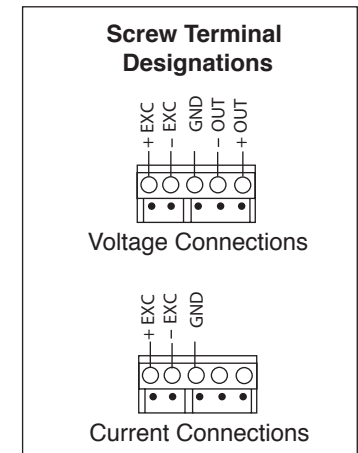 Screw Terminal
Designations
+ EXC
– EXC
GND
– OUT
+ OUT
Voltage Connections
+ EXC
– EXC
GND
Current Connections